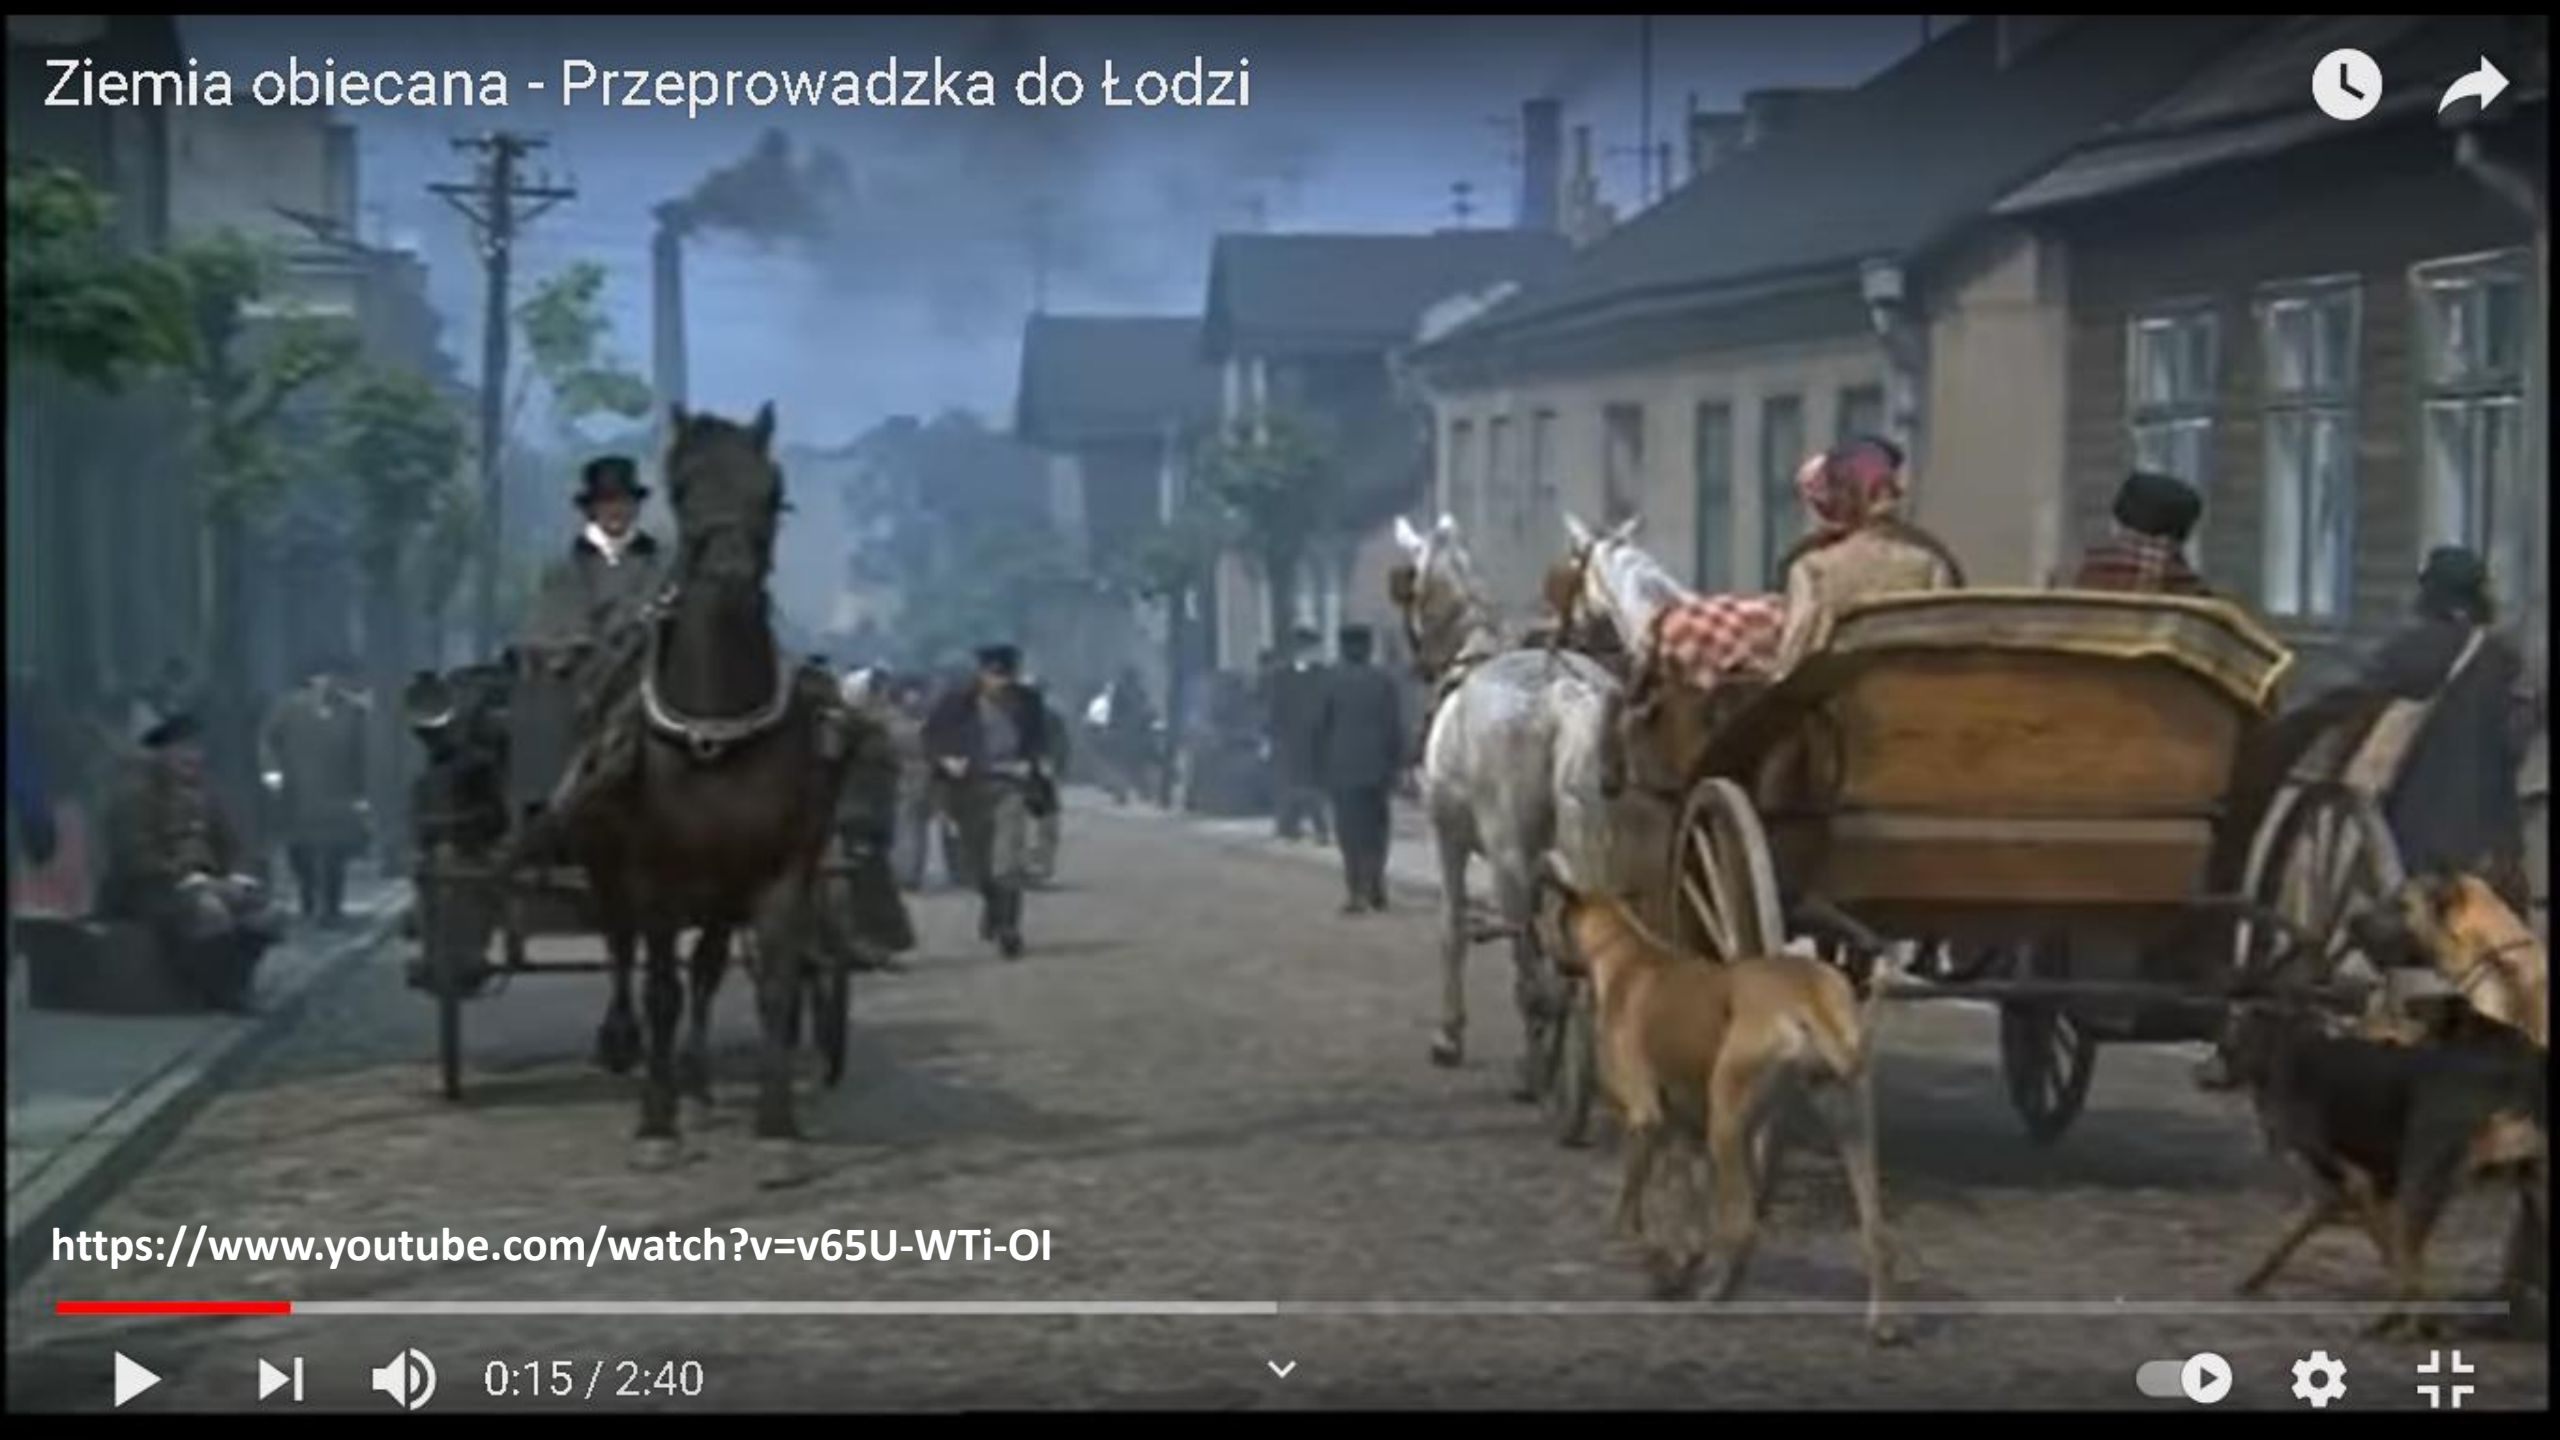 Ziemia obiecana - Przeprowadzka do Łodzi
https://www.youtube.com/watch?v=v65U-WTi-OI
0:15 / 2:40